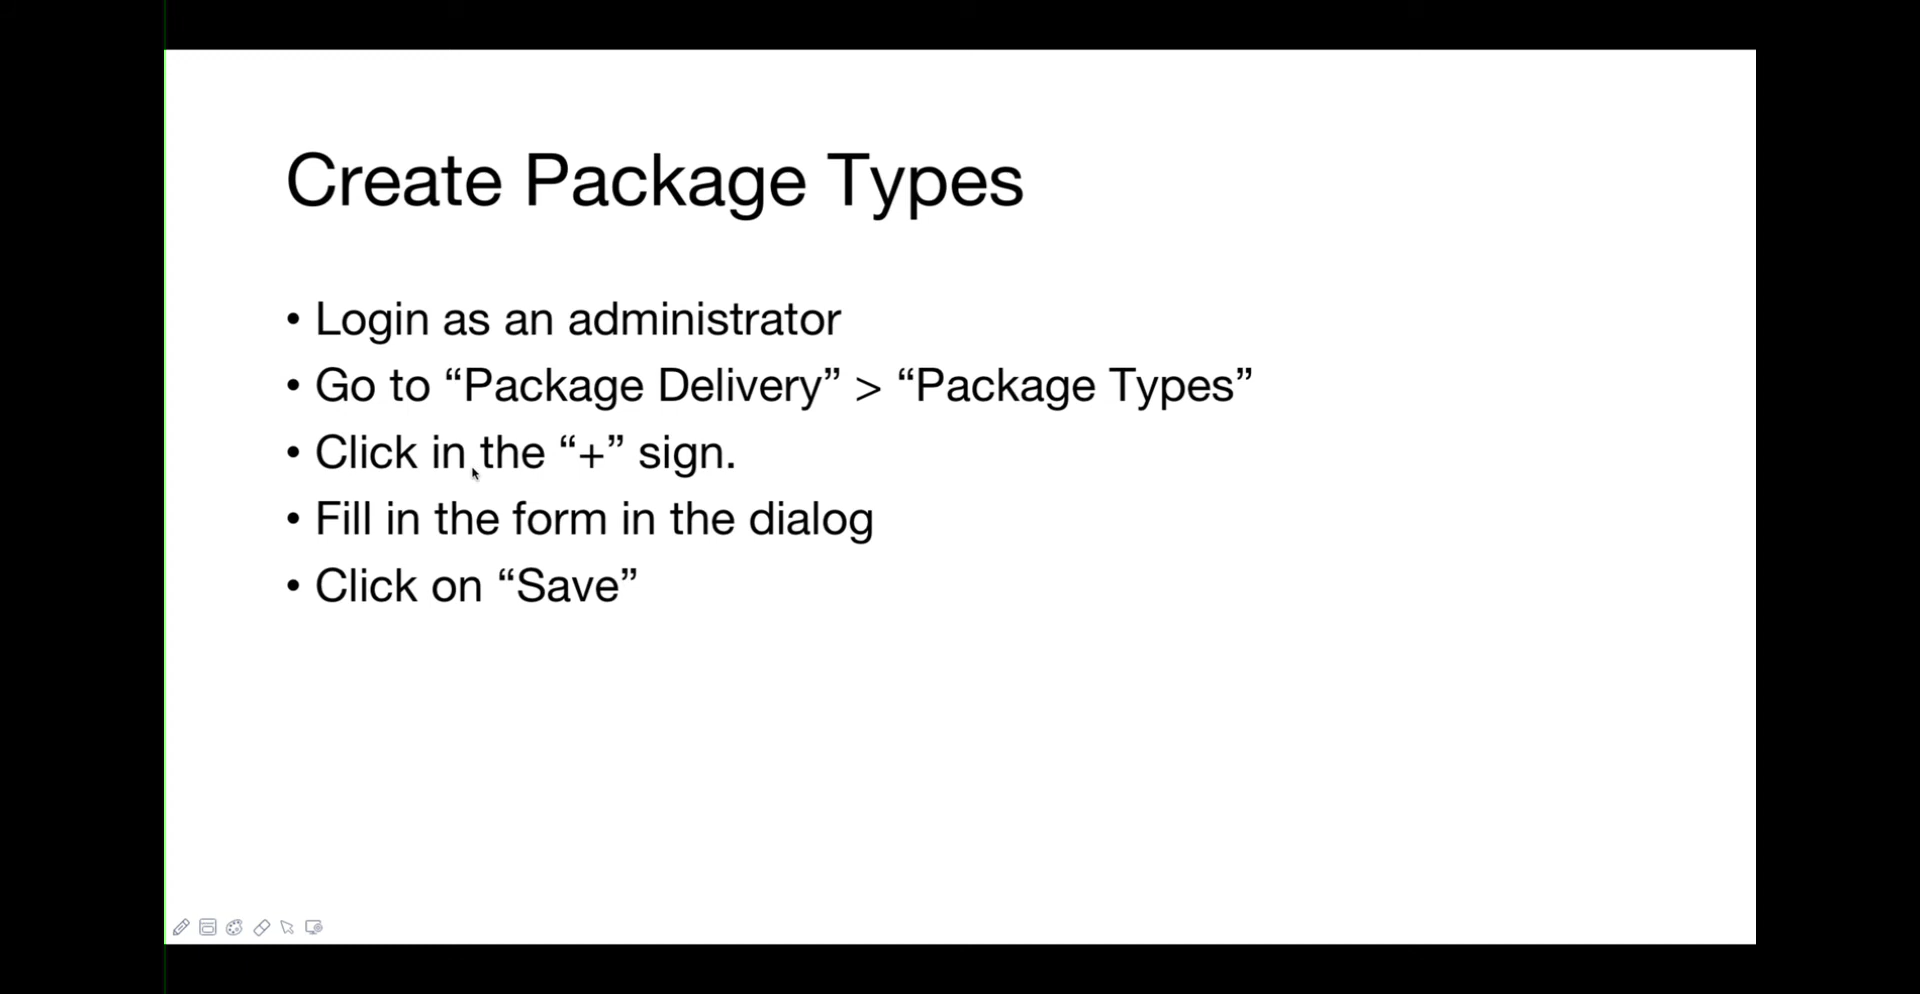 Create Package Types
• Login as an administrator
• Go to “Package Delivery” > “Package Types”
• Click in the “+” sign.
• Fill in the form in the dialog
• Click on “Save”